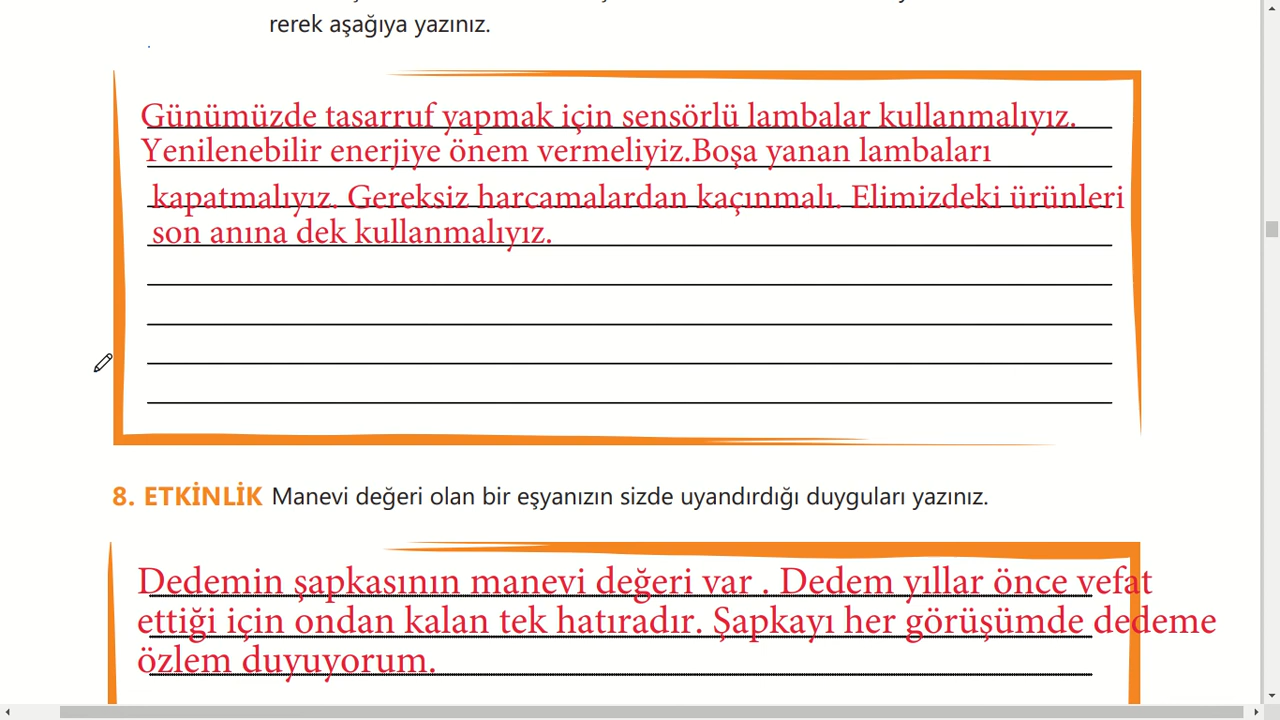 rerek aşağıya yazınız.
Günümüzde tasarruf yapmak için sensörlü lambalar kullanmalıyız.
Yenilenebilir enerjiye önem vermeliyiz.Boşa yanan lambaları
kapatmalıyız. Gereksiz harcamalardan kaçınmalı. Elimizdeki ürünleri
son anına dek kullanmalıyız.
8. ETKİNLİK Manevi değeri olan bir eşyanızın sizde uyandırdığı duyguları yazınız.
Dedemin şapkasının manevi değeri var . Dedem yıllar önce vefat
ettiği için ondan kalan tek hatıradır. Şapkayı her görüşümde dedeme
özlem duyuyorum.